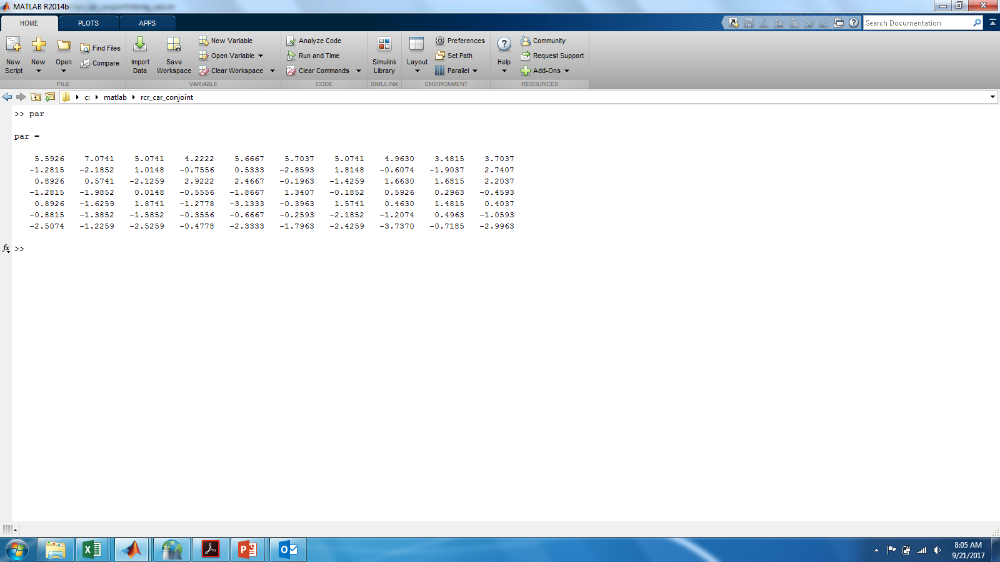 MATLAB R2014b
HOME PLOTS APPS
Search Documentation
New Script
New
Open
Find Files
Compare
Import Data
Save Workspace
New Variable
Open Variable
Clear Workspace
Analyze Code
Run and Time
Clear Commands
Simulink Library
Layout
Preferences
Set Path
Parallel
Help
Community
Request Support
Add-Ons
FILE VARIABLE CODE SIMULINK ENVIRONMENT RESOURCES
c: matlab rcr_car_conjoint
>> par
par =
5.5926 7.0741 5.0741 4.2222 5.6667 5.7037 5.0741 4.9630 3.4815 3.7037
-1.2815 -2.1852 1.0148 -0.7556 0.5333 -2.8593 1.8148 -0.6074 -1.9037 2.7407
0.8926 0.5741 -2.1259 2.9222 2.4667 -0.1963 -1.4259 1.6630 1.6815 2.2037
-1.2815 -1.9852 0.0148 -0.5556 -1.8667 1.3407 -0.1852 0.5926 0.2963 -0.4593
0.8926 -1.6259 1.8741 -1.2778 -3.1333 -0.3963 1.5741 0.4630 1.4815 0.4037
-0.8815 -1.3852 -1.5852 -0.3556 -0.6667 -0.2593 -2.1852 -1.2074 0.4963 -1.0593
-2.5074 -1.2259 -2.5259 -0.4778 -2.3333 -1.7963 -2.4259 -3.7370 -0.7185 -2.9963
fx >>
8:05 AM
9/21/2017